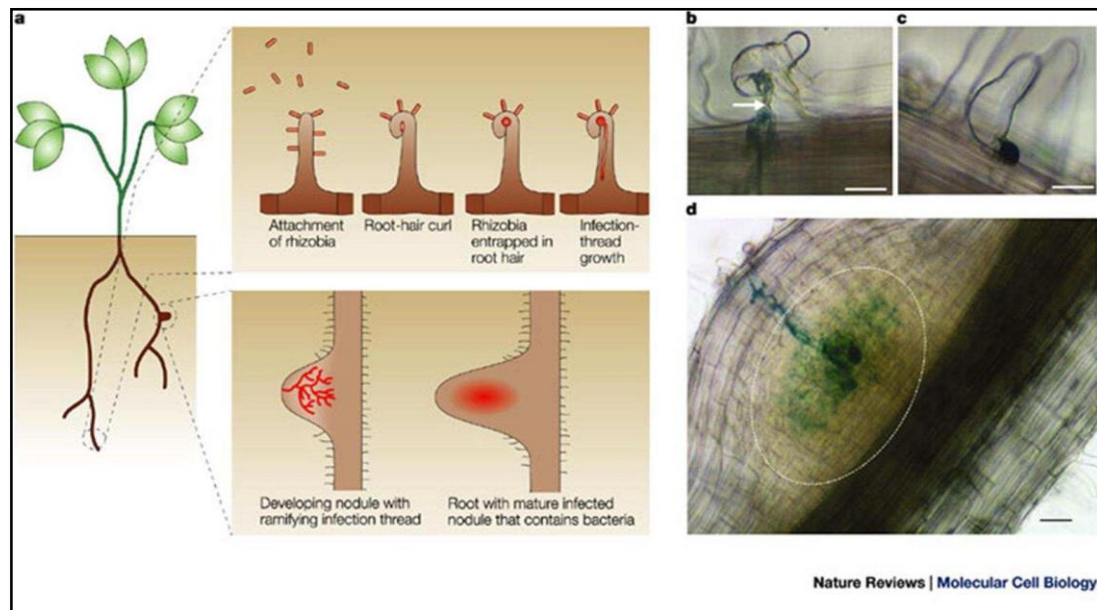 a
Attachment
of rhizobia
Root-hair curl
Rhizobia
entrapped in
root hair
Infection-
thread
growth
Developing nodule with
ramifying infection thread
Root with mature infected
nodule that contains bacteria
b
c
d
Nature Reviews | Molecular Cell Biology